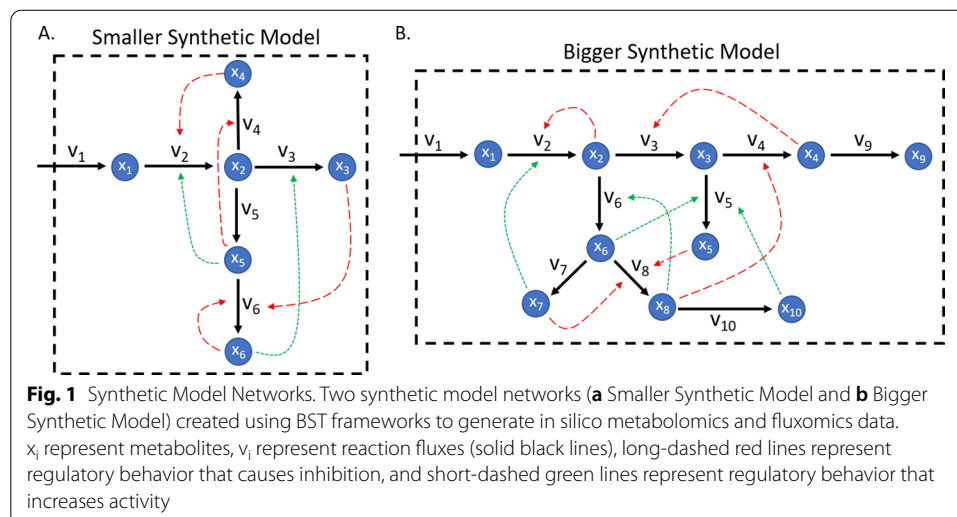 A.
Smaller Synthetic Model
x₄
v₄
v₁
v₂
v₃
x₁
x₂
x₃
v₅
x₅
v₆
x₆
B.
Bigger Synthetic Model
v₁
v₂
v₃
v₄
v₉
x₁
x₂
x₃
x₄
x₉
v₆
v₅
x₆
x₅
v₇
v₈
x₇
x₈
x₁₀
v₁₀
Fig. 1 Synthetic Model Networks. Two synthetic model networks (a Smaller Synthetic Model and b Bigger
Synthetic Model) created using BST frameworks to generate in silico metabolomics and fluxomics data.
xᵢ represent metabolites, vᵢ represent reaction fluxes (solid black lines), long-dashed red lines represent
regulatory behavior that causes inhibition, and short-dashed green lines represent regulatory behavior that
increases activity